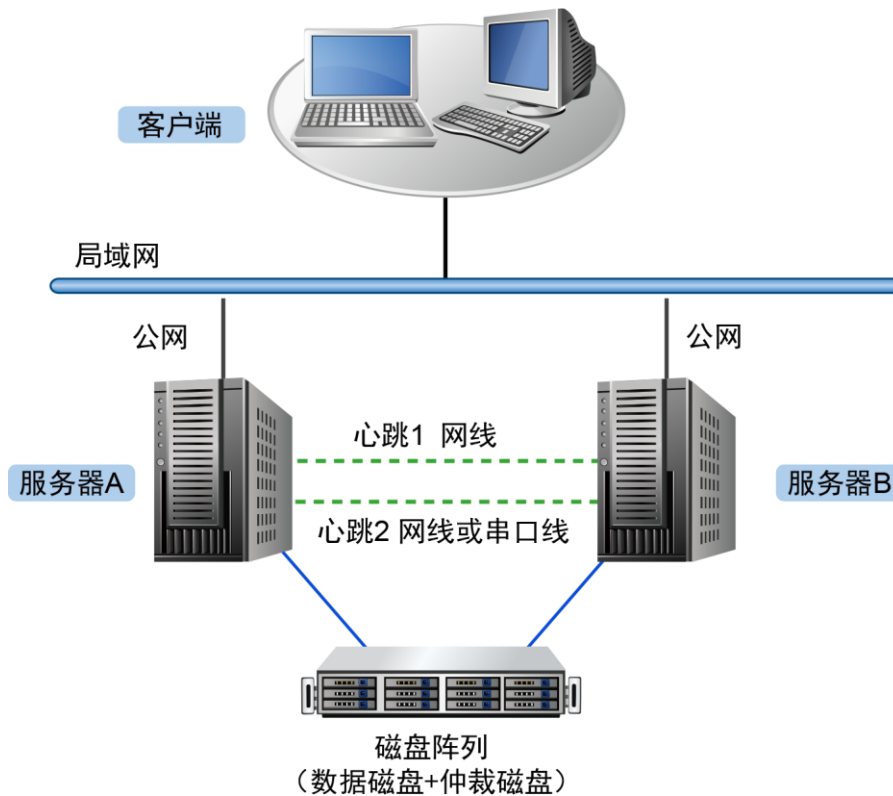 客户端
局域网
公网
公网
心跳1 网线
服务器A
服务器B
心跳2 网线或串口线
磁盘阵列
（数据磁盘+仲裁磁盘）